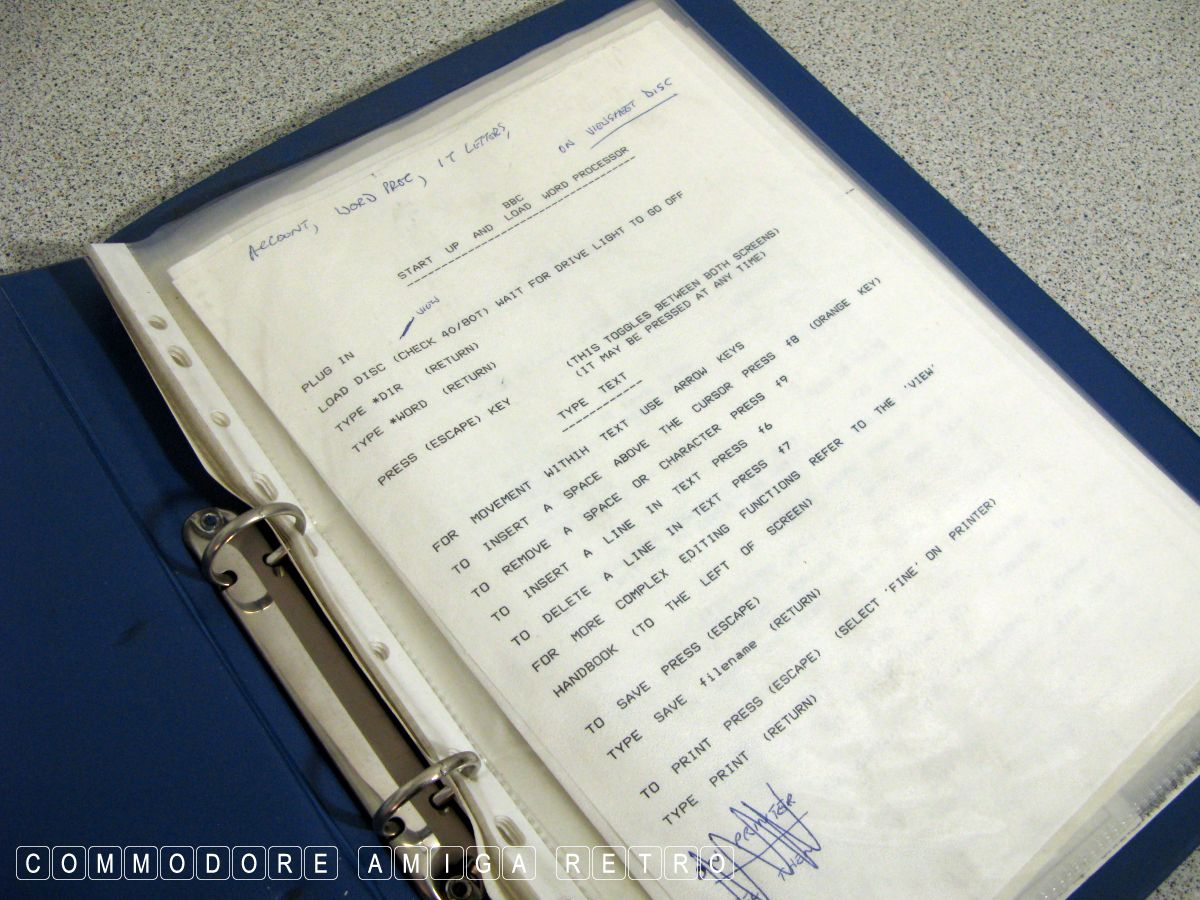 ACCOUNT, WORD PROC, IT LETTERS,
ON VIEWSHEET DISC
BBC
START UP AND LOAD WORD PROCESSOR
PLUG IN
VIEW
LOAD DISC (CHECK 40/80T) WAIT FOR DRIVE LIGHT TO GO OFF
TYPE *DIR (RETURN)
TYPE *WORD (RETURN)
PRESS (ESCAPE) KEY (THIS TOGGLES BETWEEN BOTH SCREENS)
(IT MAY BE PRESSED AT ANY TIME)
TYPE TEXT
FOR MOVEMENT WITHIH TEXT USE ARROW KEYS
TO INSERT A SPACE ABOVE THE CURSOR PRESS f8 (ORANGE KEY)
TO REMOVE A SPACE OR CHARACTER PRESS f9
TO INSERT A LINE IN TEXT PRESS f6
TO DELETE A LINE IN TEXT PRESS f7
FOR MORE COMPLEX EDITING FUNCTIONS REFER TO THE 'VIEW'
HANDBOOK (TO THE LEFT OF SCREEN)
TO SAVE PRESS (ESCAPE)
TYPE SAVE filename (RETURN)
TO PRINT PRESS (ESCAPE) (SELECT 'FINE' ON PRINTER)
TYPE PRINT (RETURN)
PRINTER
VIEW
COMMODORE AMIGA RETRO